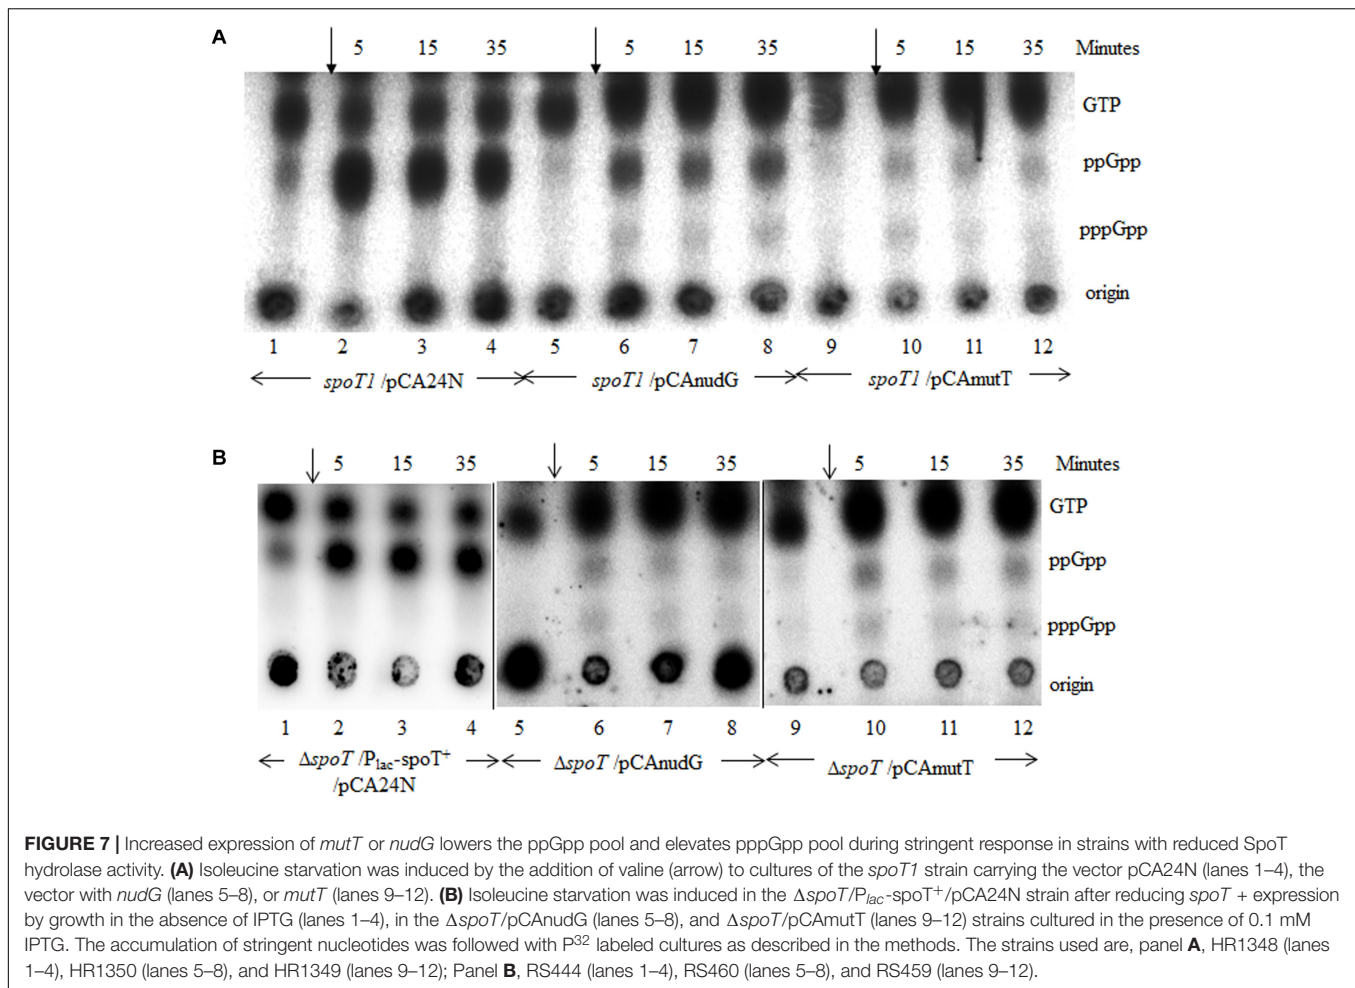 A
5 15 35 5 15 35 5 15 35 Minutes
GTP
ppGpp
pppGpp
origin
1 2 3 4 5 6 7 8 9 10 11 12
spoT1 /pCA24N spoT1 /pCAnudG spoT1 /pCAmutT
B
5 15 35 5 15 35 5 15 35 Minutes
GTP
ppGpp
pppGpp
origin
1 2 3 4 5 6 7 8 9 10 11 12
ΔspoT /Plac-spoT+ ΔspoT /pCAnudG ΔspoT /pCAmutT
/pCA24N
FIGURE 7 | Increased expression of mutT or nudG lowers the ppGpp pool and elevates pppGpp pool during stringent response in strains with reduced SpoT
hydrolase activity. (A) Isoleucine starvation was induced by the addition of valine (arrow) to cultures of the spoT1 strain carrying the vector pCA24N (lanes 1–4), the
vector with nudG (lanes 5–8), or mutT (lanes 9–12). (B) Isoleucine starvation was induced in the ΔspoT/Plac-spoT+/pCA24N strain after reducing spoT + expression
by growth in the absence of IPTG (lanes 1–4), in the ΔspoT/pCAnudG (lanes 5–8), and ΔspoT/pCAmutT (lanes 9–12) strains cultured in the presence of 0.1 mM
IPTG. The accumulation of stringent nucleotides was followed with P32 labeled cultures as described in the methods. The strains used are, panel A, HR1348 (lanes
1–4), HR1350 (lanes 5–8), and HR1349 (lanes 9–12); Panel B, RS444 (lanes 1–4), RS460 (lanes 5–8), and RS459 (lanes 9–12).